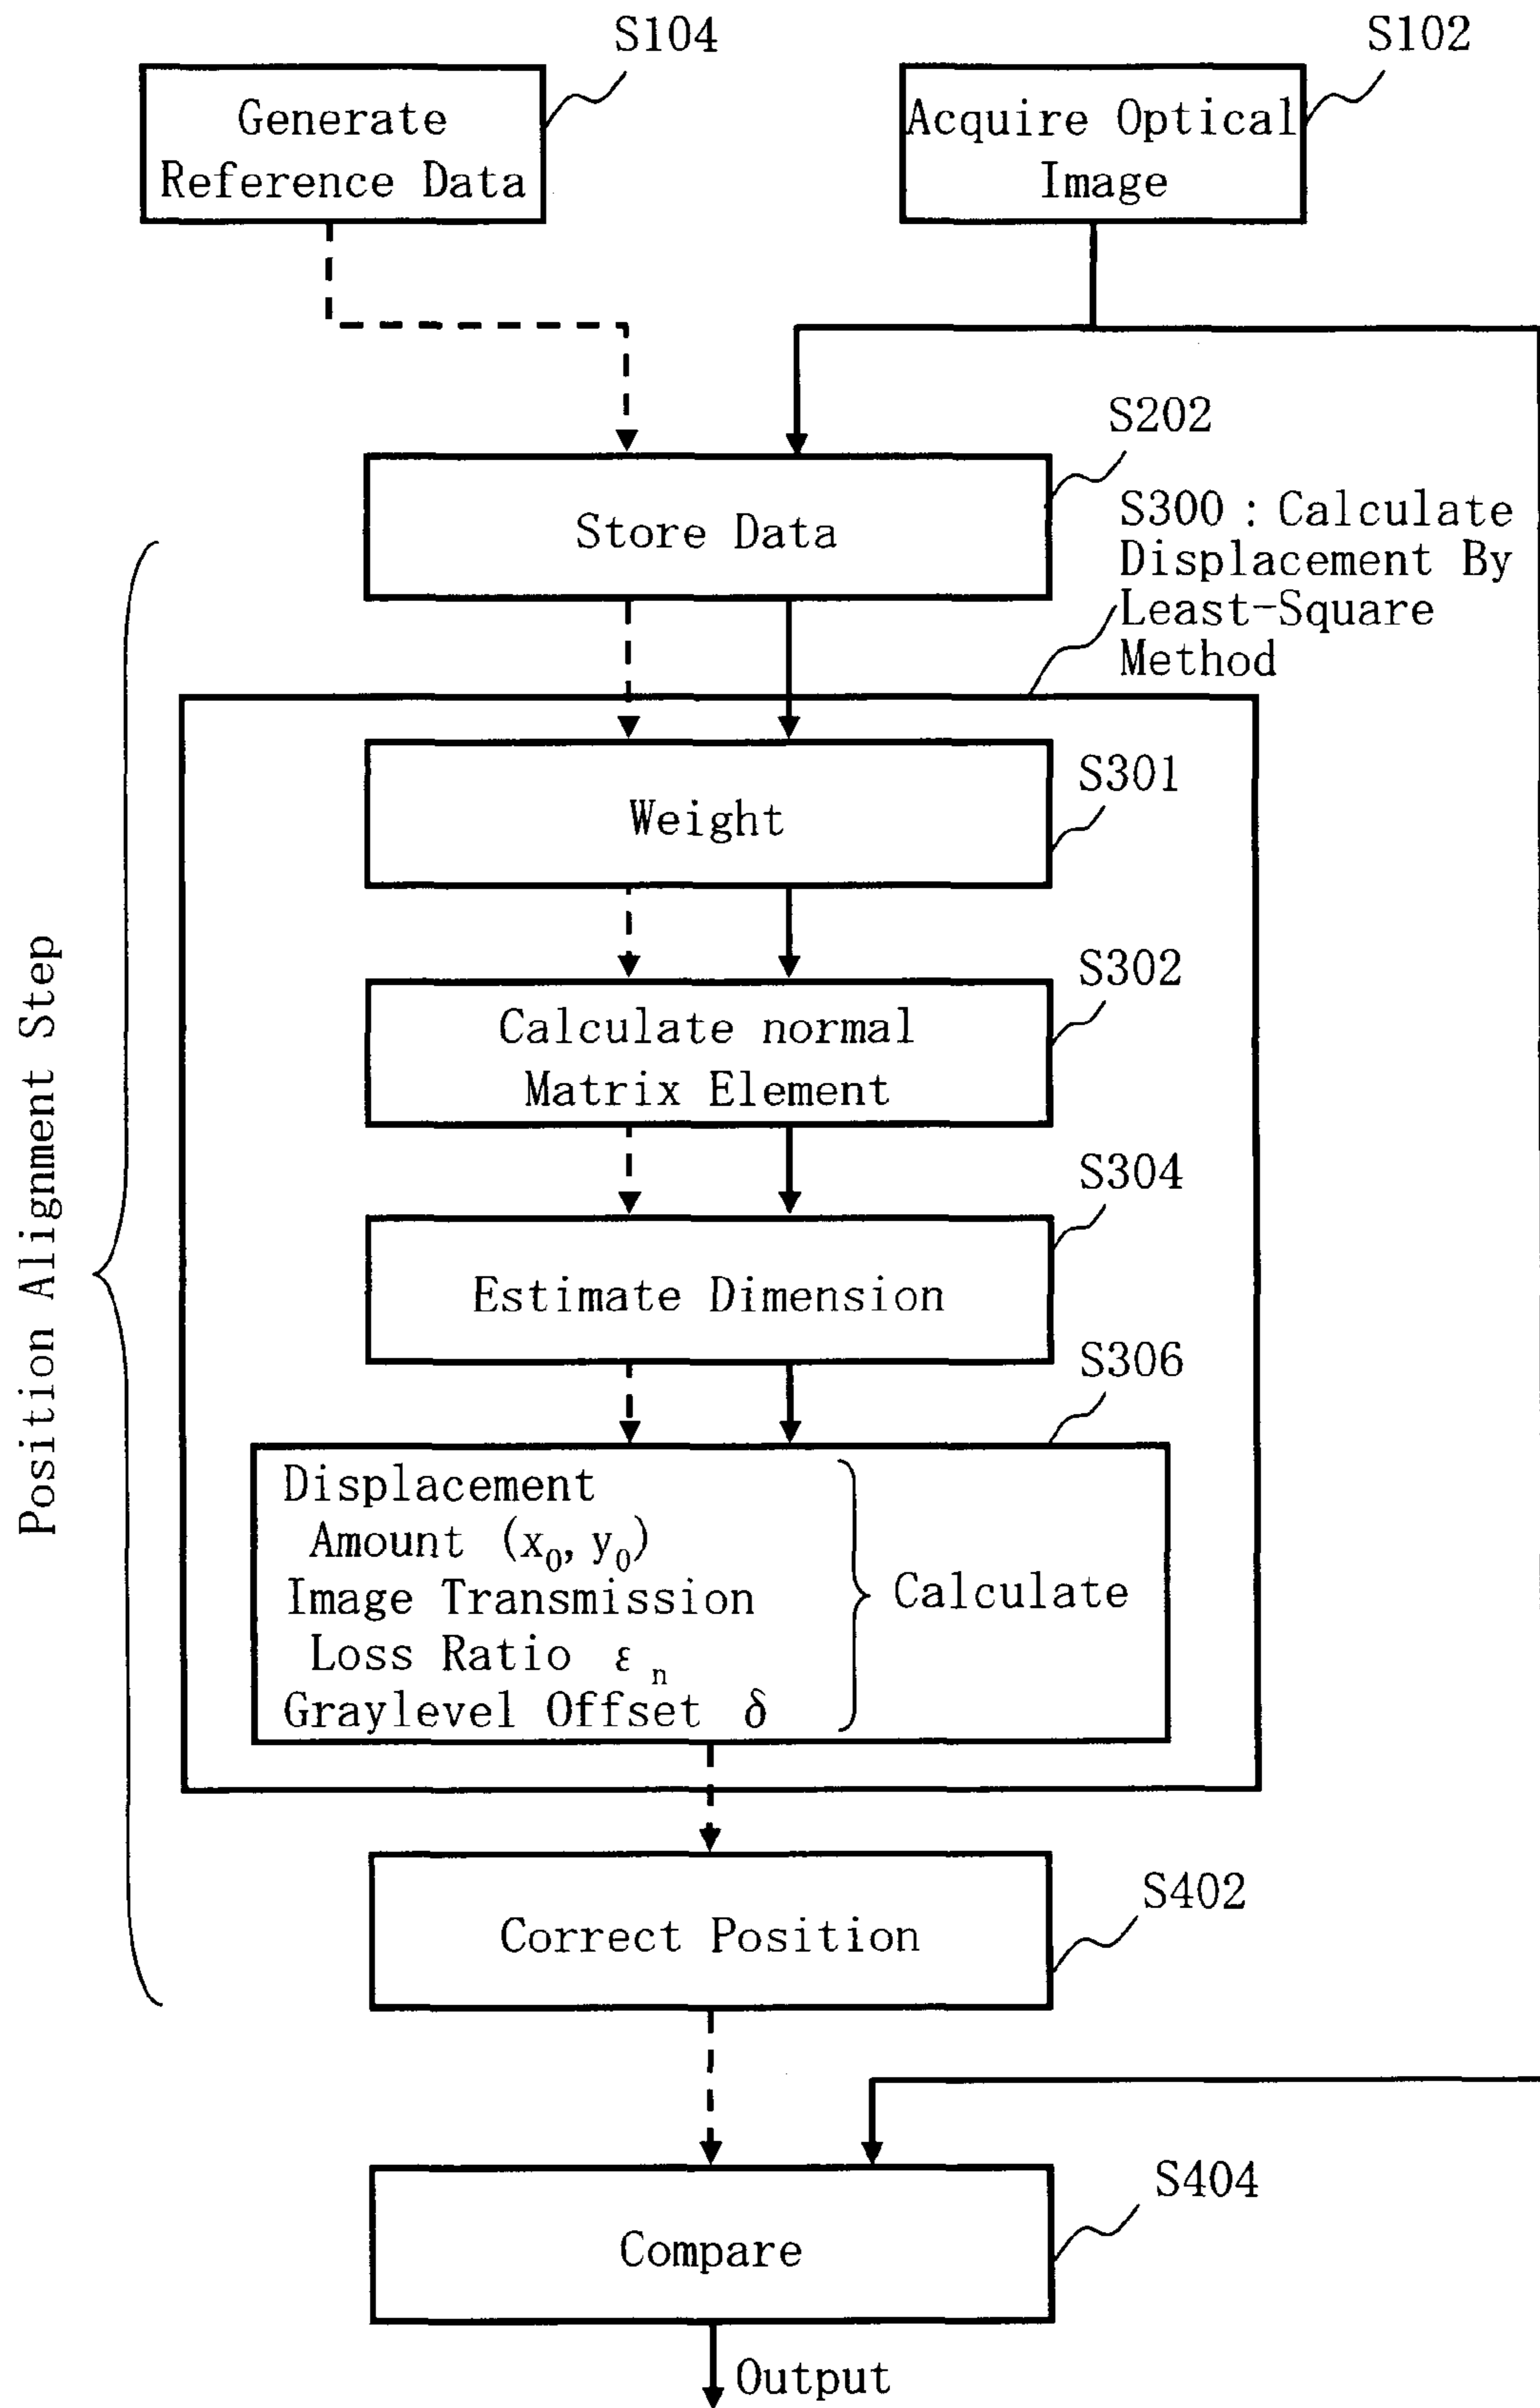 S104
S102
Generate
Reference Data
Acquire Optical
Image
S202
Store Data
S300 : Calculate
Displacement By
Least-Square
Method
S301
Weight
S302
Calculate normal
Matrix Element
S304
Estimate Dimension
S306
Displacement
Amount (x₀, y₀)
Image Transmission
Loss Ratio ε ₙ
Graylevel Offset δ
Calculate
Position Alignment Step
S402
Correct Position
S404
Compare
Output